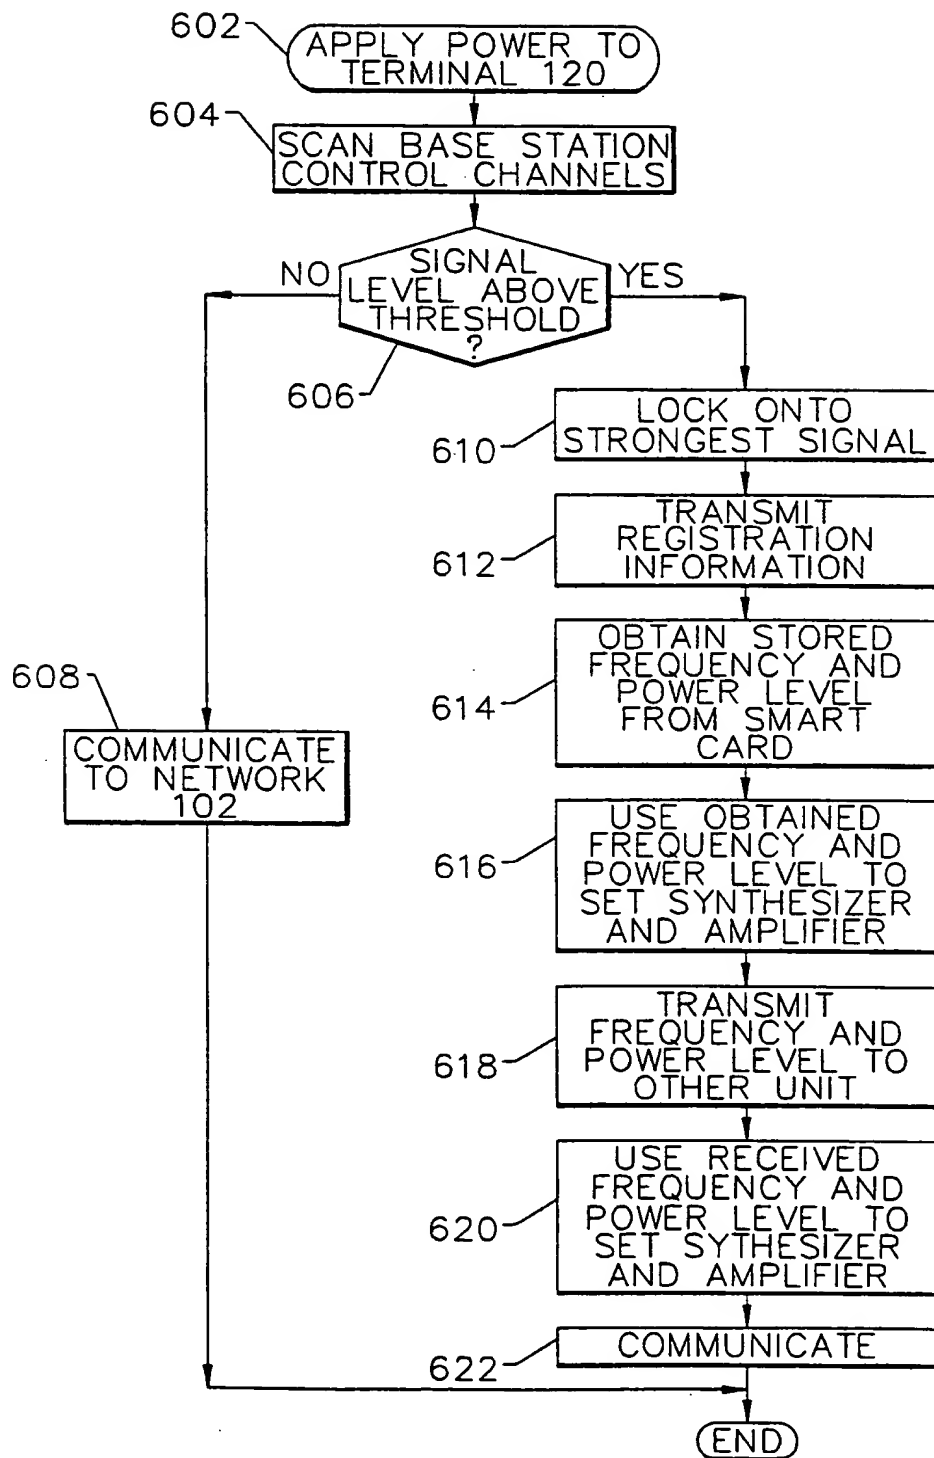 602
APPLY POWER TO
TERMINAL 120
604
SCAN BASE STATION
CONTROL CHANNELS
NO
SIGNAL
LEVEL ABOVE
THRESHOLD
?
YES
606
610
LOCK ONTO
STRONGEST SIGNAL
612
TRANSMIT
REGISTRATION
INFORMATION
614
OBTAIN STORED
FREQUENCY AND
POWER LEVEL
FROM SMART
CARD
608
COMMUNICATE
TO NETWORK
102
616
USE OBTAINED
FREQUENCY AND
POWER LEVEL TO
SET SYNTHESIZER
AND AMPLIFIER
618
TRANSMIT
FREQUENCY AND
POWER LEVEL TO
OTHER UNIT
620
USE RECEIVED
FREQUENCY AND
POWER LEVEL TO
SET SYTHESIZER
AND AMPLIFIER
622
COMMUNICATE
END